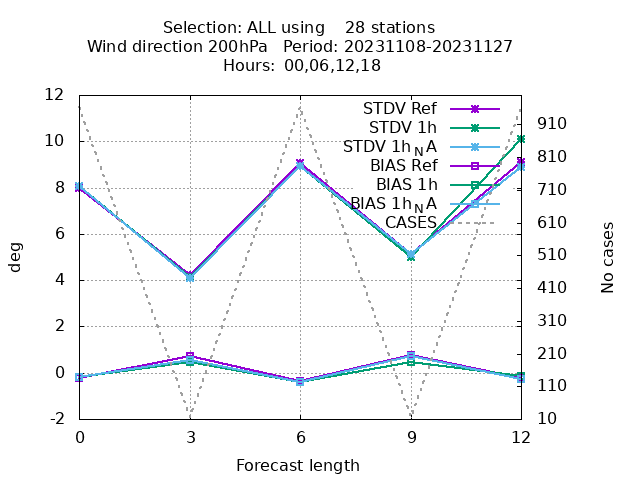 Selection: ALL using    28 stations
Wind direction 200hPa   Period: 20231108-20231127
Hours: 00,06,12,18
STDV Ref
STDV 1h
STDV 1h_N A
BIAS Ref
BIAS 1h
BIAS 1h_N A
CASES
12
10
8
6
4
2
0
-2
deg
910
810
710
610
510
410
310
210
110
10
No cases
0 3 6 9 12
Forecast length